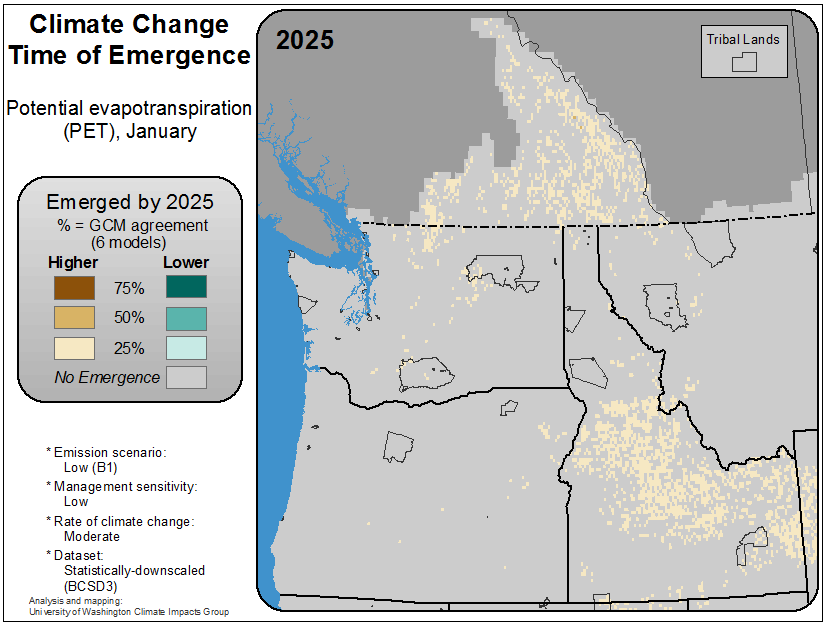 Climate Change
Time of Emergence
Potential evapotranspiration
(PET), January
Emerged by 2025
% = GCM agreement
(6 models)
Higher Lower
75%
50%
25%
No Emergence
* Emission scenario:
Low (B1)
* Management sensitivity:
Low
* Rate of climate change:
Moderate
* Dataset:
Statistically-downscaled
(BCSD3)
Analysis and mapping:
University of Washington Climate Impacts Group
2025
Tribal Lands